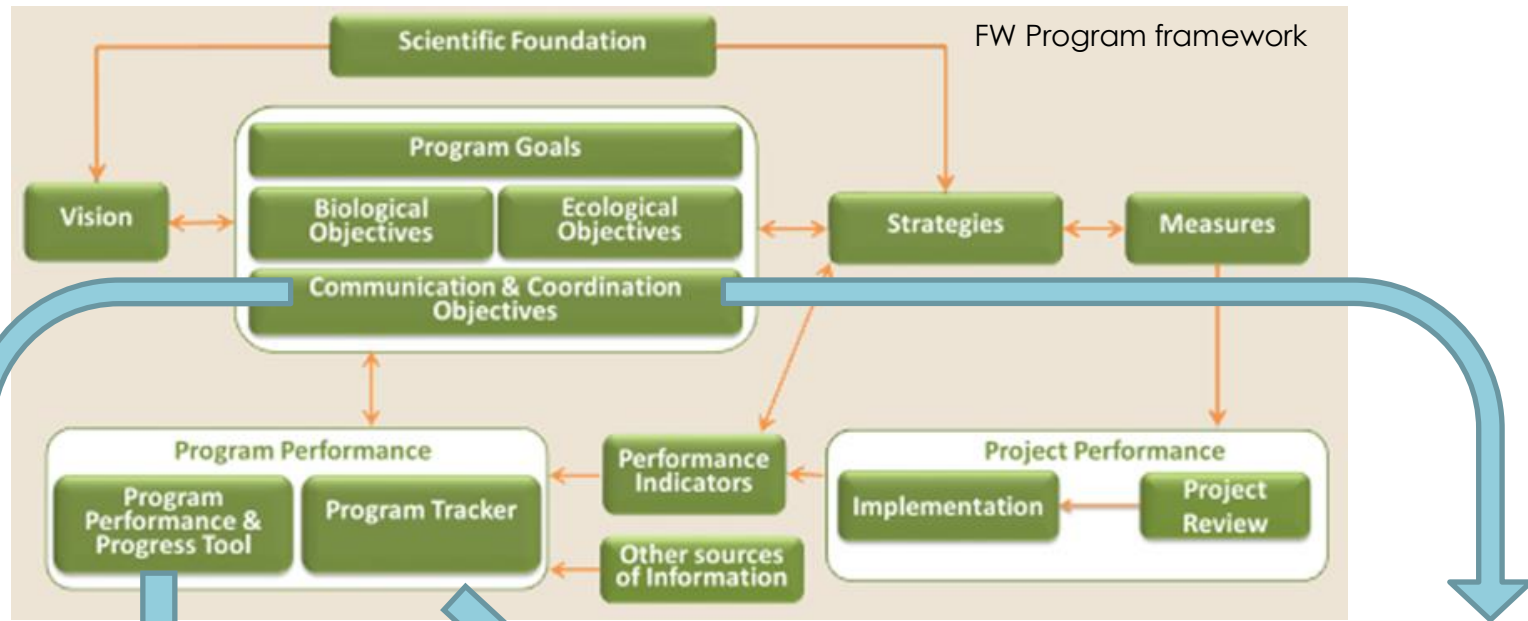 FW Program framework
Scientific Foundation
Program Goals
Vision
Biological
Objectives
Ecological
Objectives
Strategies
Measures
Communication & Coordination
Objectives
Program Performance
Program
Performance &
Progress Tool
Program Tracker
Performance
Indicators
Other sources
of Information
Project Performance
Implementation
Project
Review